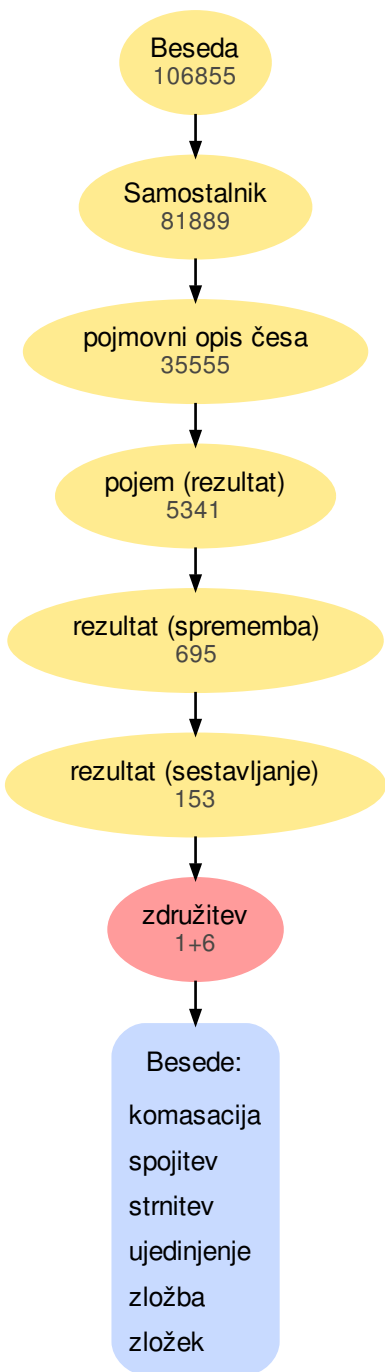 Beseda
106855
Samostalnik
81889
pojmovni opis česa
35555
pojem (rezultat)
5341
rezultat (sprememba)
695
rezultat (sestavljanje)
153
združitev
1+6
Besede:
komasacija
spojitev
strnitev
ujedinjenje
zložba
zložek